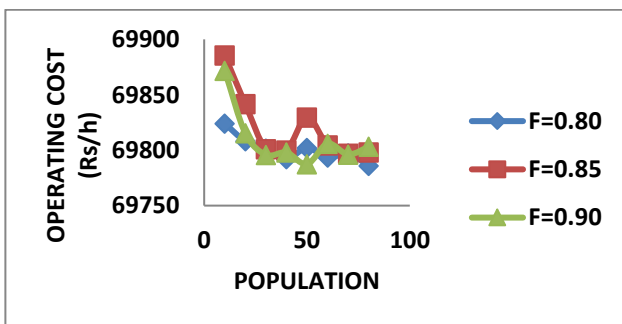 OPERATING COST
(Rs/h)
69900
69850
69800
69750
0
50
100
POPULATION
F=0.80
F=0.85
F=0.90